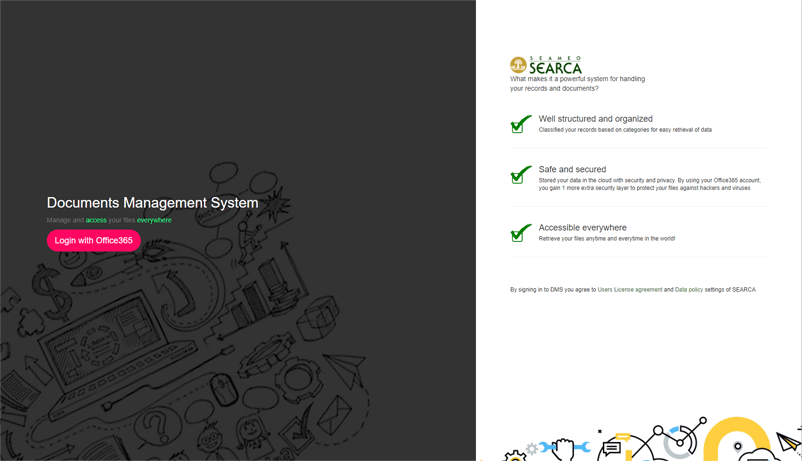 Documents Management System
Manage and access your files everywhere
Login with Office365
SEAMEO
SEARCA
What makes it a powerful system for handling
your records and documents?
Well structured and organized
Classified your records based on categories for easy retrieval of data
Safe and secured
Stored your data in the cloud with security and privacy. By using your Office365 account,
you gain 1 more extra security layer to protect your files against hackers and viruses
Accessible everywhere
Retrieve your files anytime and everytime in the world!
By signing in to DMS you agree to Users License agreement and Data policy settings of SEARCA